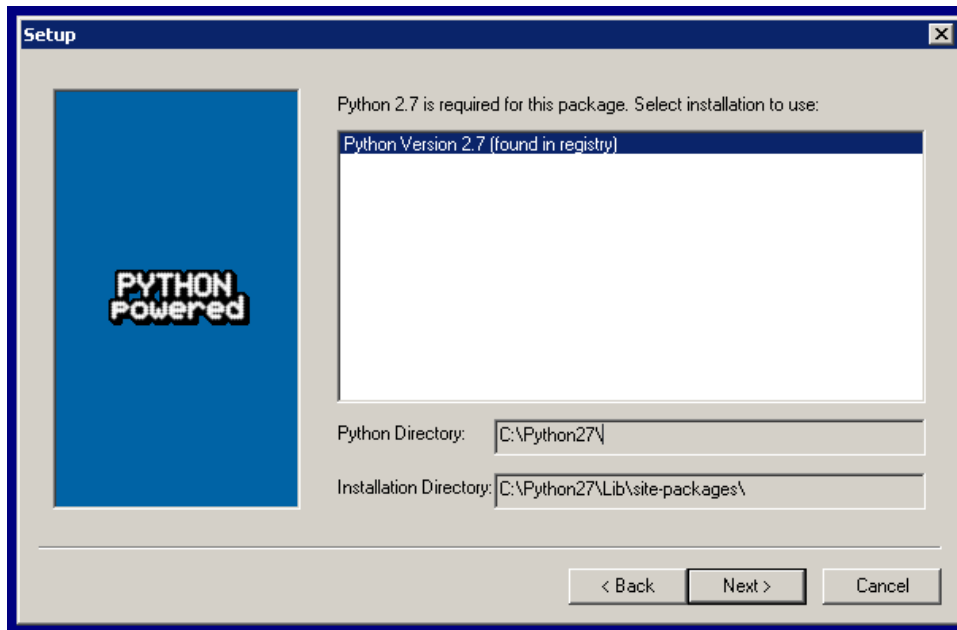 Setup
Python 2.7 is required for this package. Select installation to use:
Python Version 2.7 (found in registry)
PYTHON
powered
Python Directory: C:\Python27\
Installation Directory: C:\Python27\Lib\site-packages\
< Back Next > Cancel